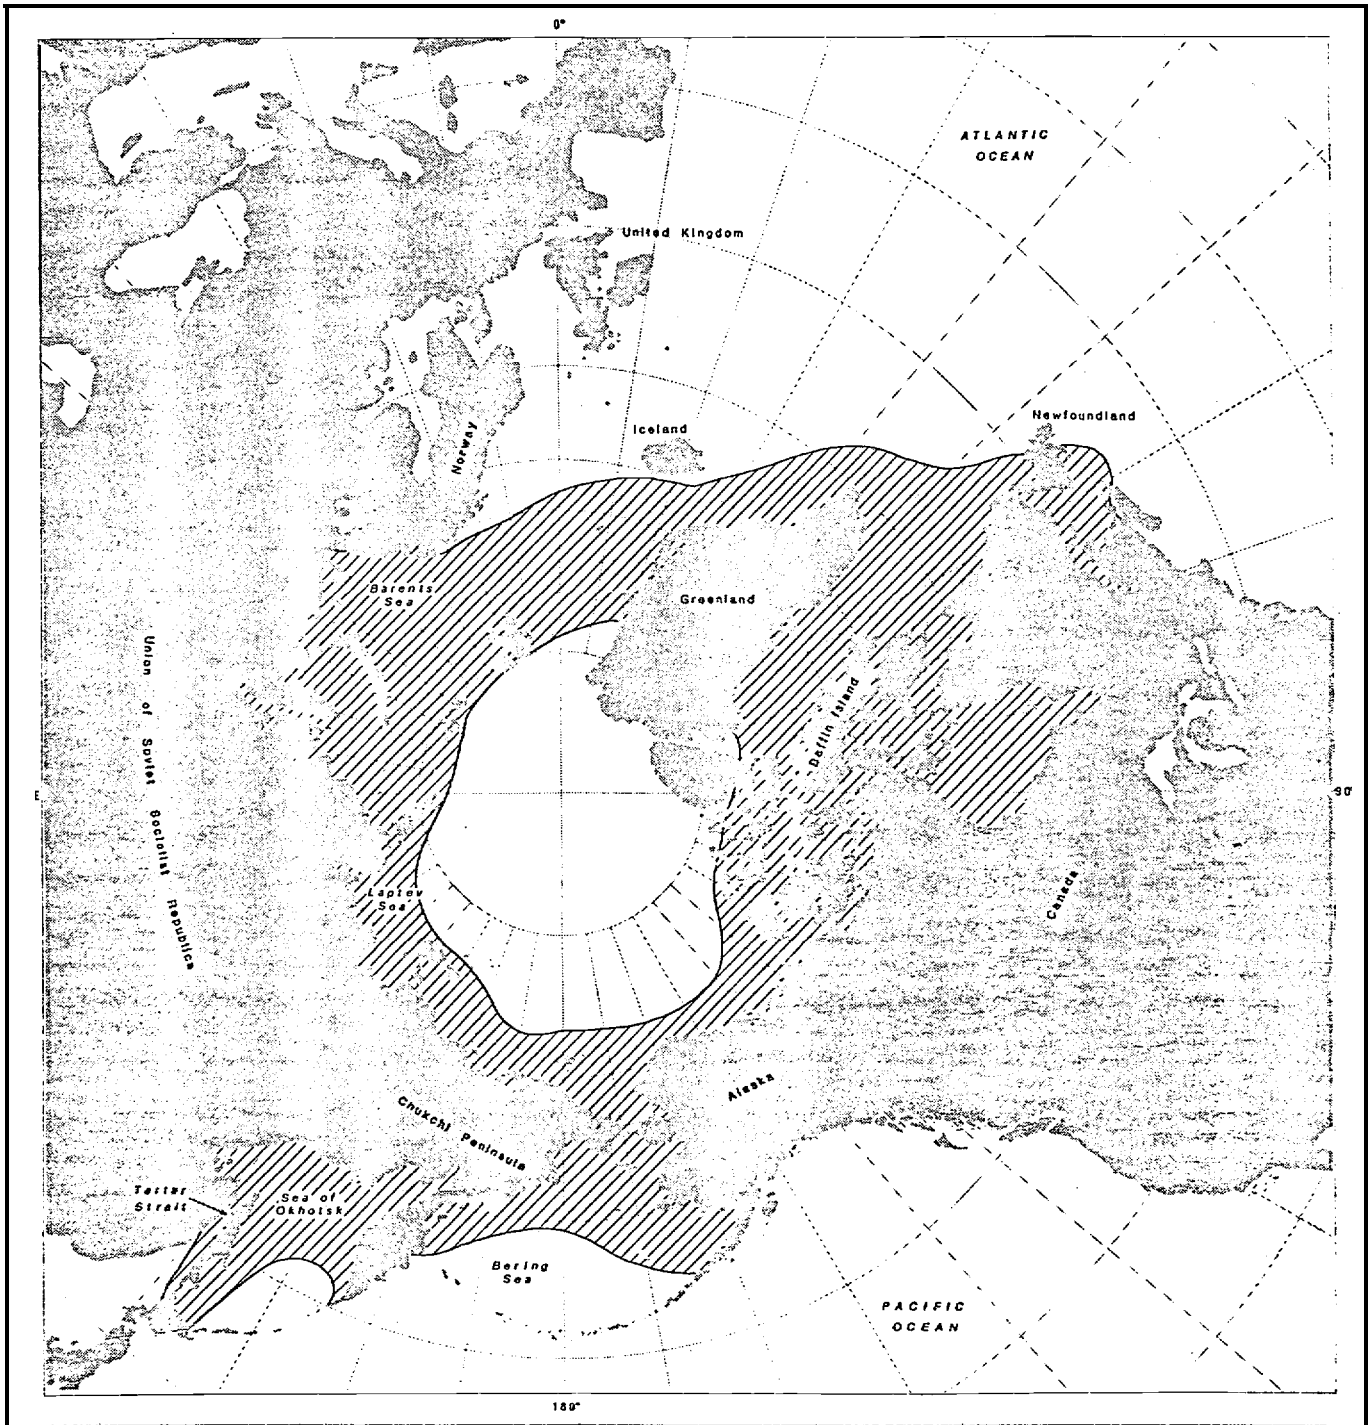 0°
ATLANTIC
OCEAN
United Kingdom
Newfoundland
Iceland
Norway
Barents
Sea
Greenland
Union of Soviet Socialist Republics
Baffin Island
E
90°
Laptev
Sea
Canada
Alaska
Chukchi Peninsula
Tartar
Strait
Sea of
Okhotsk
Bering
Sea
PACIFIC
OCEAN
180°